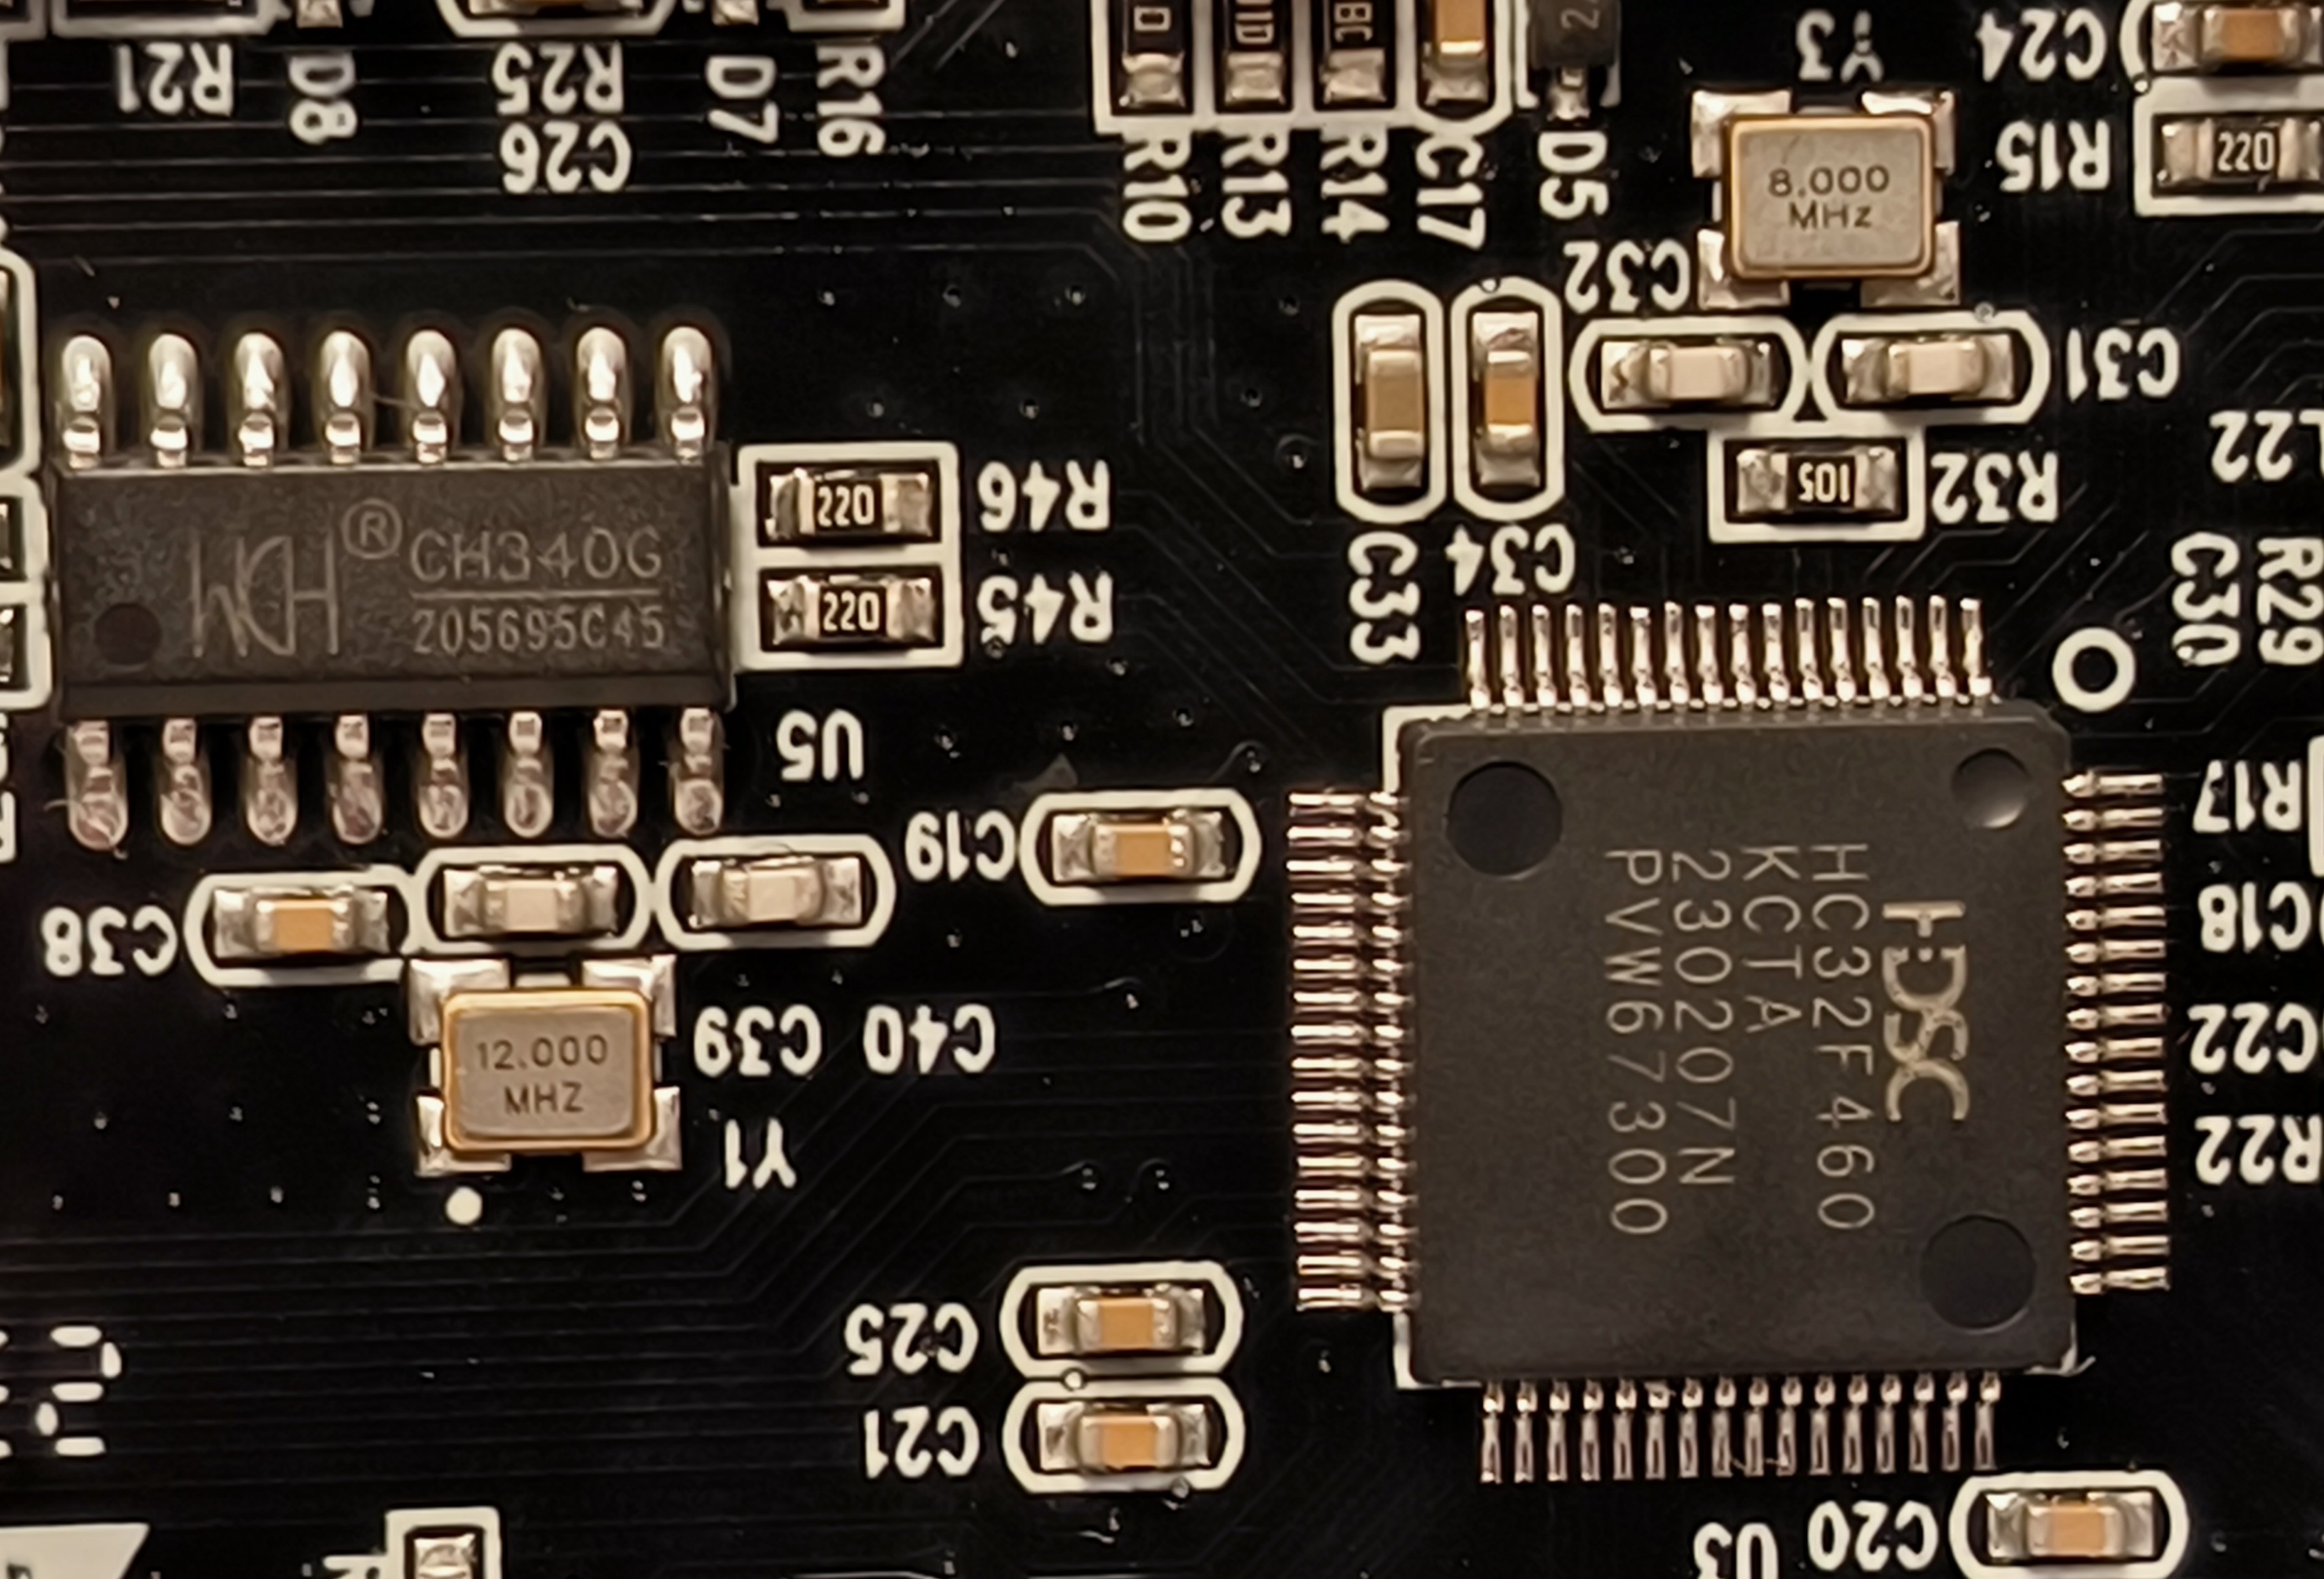 R21
D8
R25
C26
D7
R16
R10
R13
R14
C17
D5
Y3
8.000
MHz
C24
R15
220
C32
C31
105
R32
C33
C34
L22
R29
C30
WCH® CH340G
205695C45
220
R46
220
R45
U5
C19
C38
C39
C40
12.000
MHZ
Y1
HDSC
HC32F460
KCTA
230207N
PVW67300
R17
C18
C22
R22
C25
C21
C20
U3